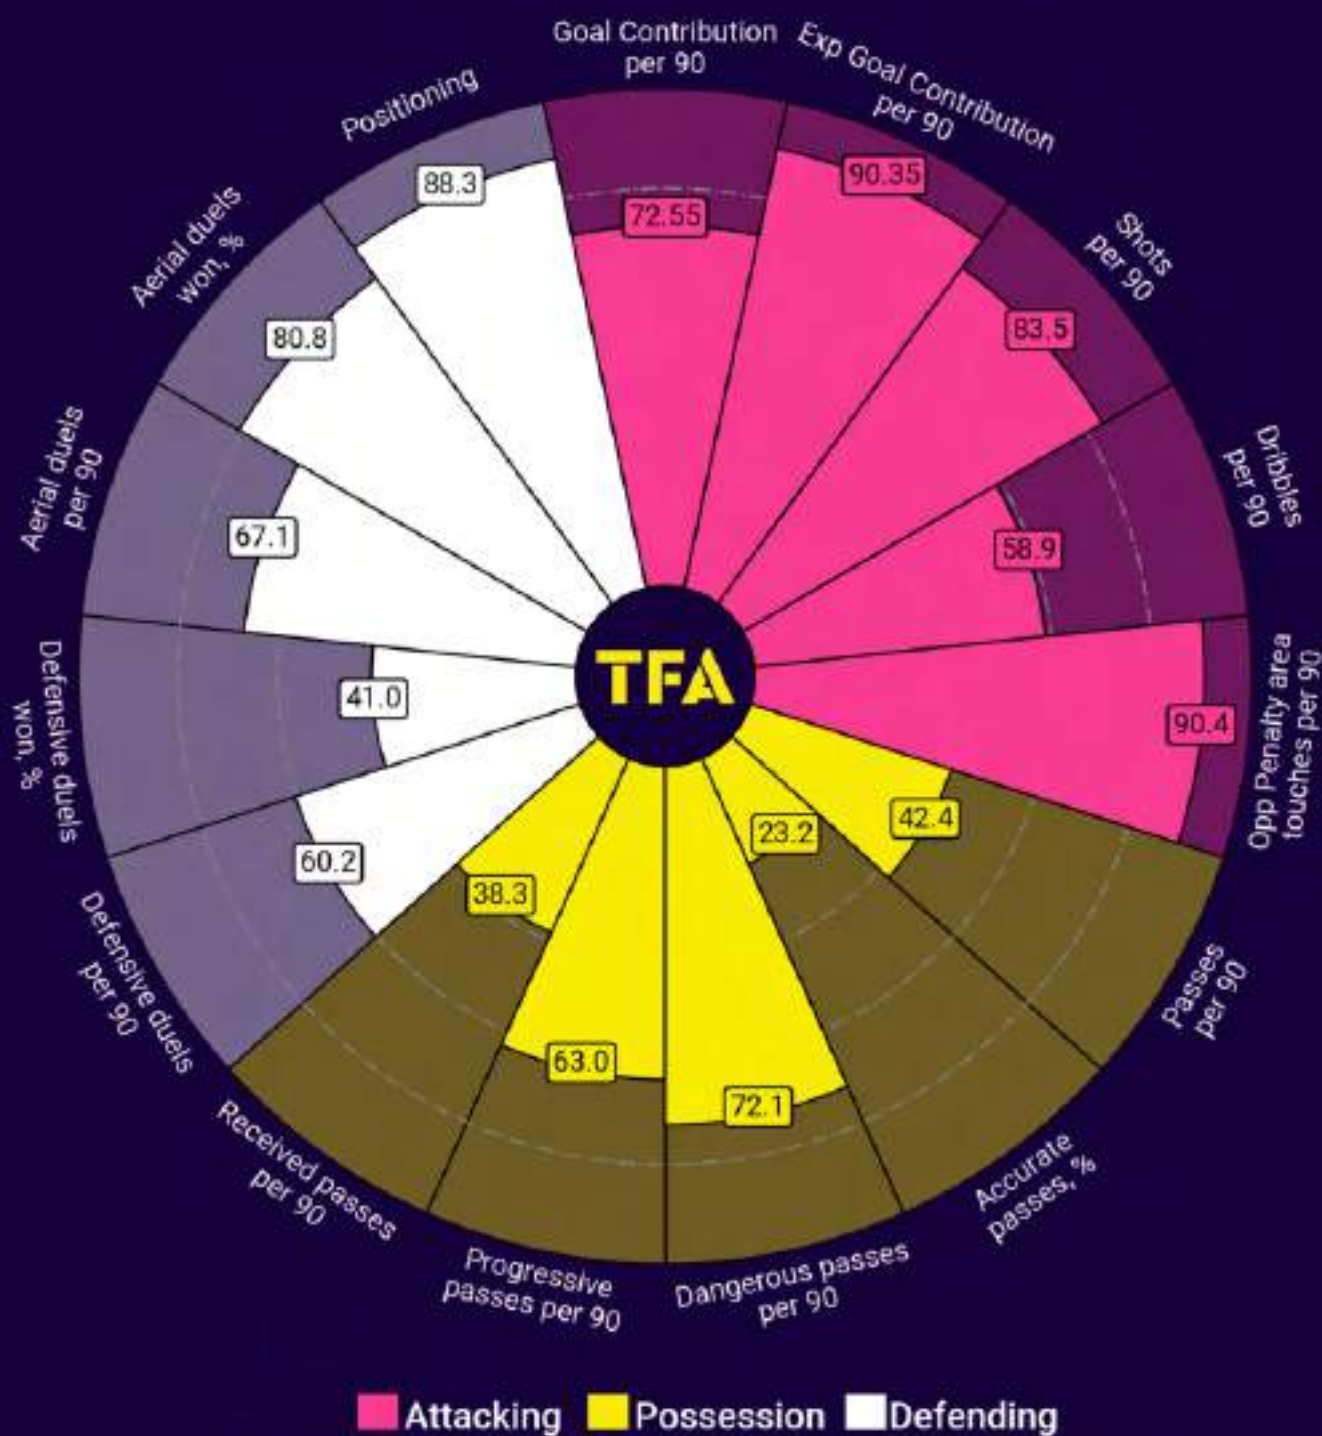 Goal Contribution
per 90
72.55
Exp Goal Contribution
per 90
90.35
Shots
per 90
83.5
Dribbles
per 90
58.9
Opp Penalty area
touches per 90
90.4
Passes
per 90
42.4
Accurate
passes, %
23.2
Dangerous passes
per 90
72.1
Progressive
passes per 90
63.0
Received passes
per 90
38.3
Defensive duels
per 90
60.2
Defensive duels
won, %
41.0
Aerial duels
per 90
67.1
Aerial duels
won, %
80.8
Positioning
88.3
TFA
Attacking Possession Defending